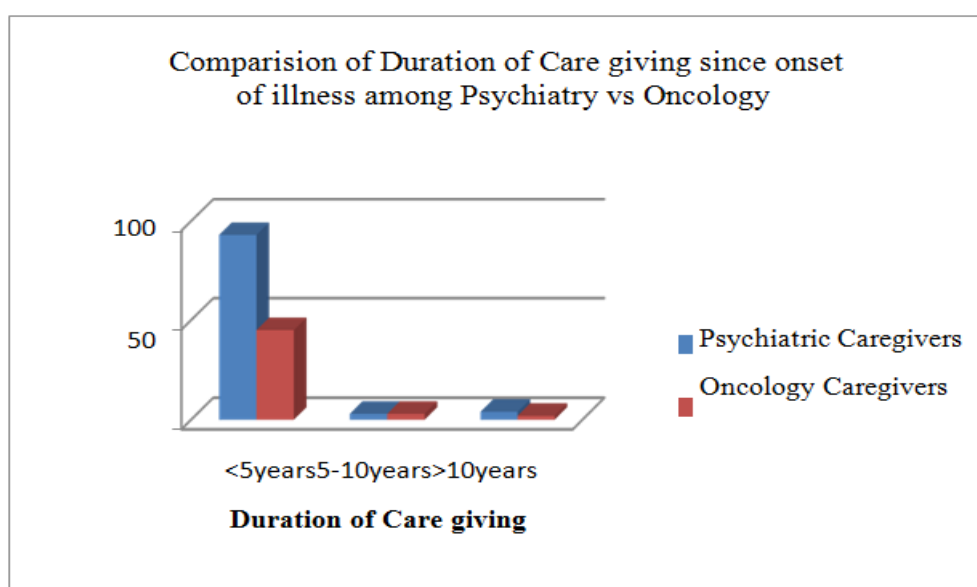 Comparision of Duration of Care giving since onset
of illness among Psychiatry vs Oncology
100
50
Psychiatric Caregivers
Oncology Caregivers
<5years5-10years>10years
Duration of Care giving